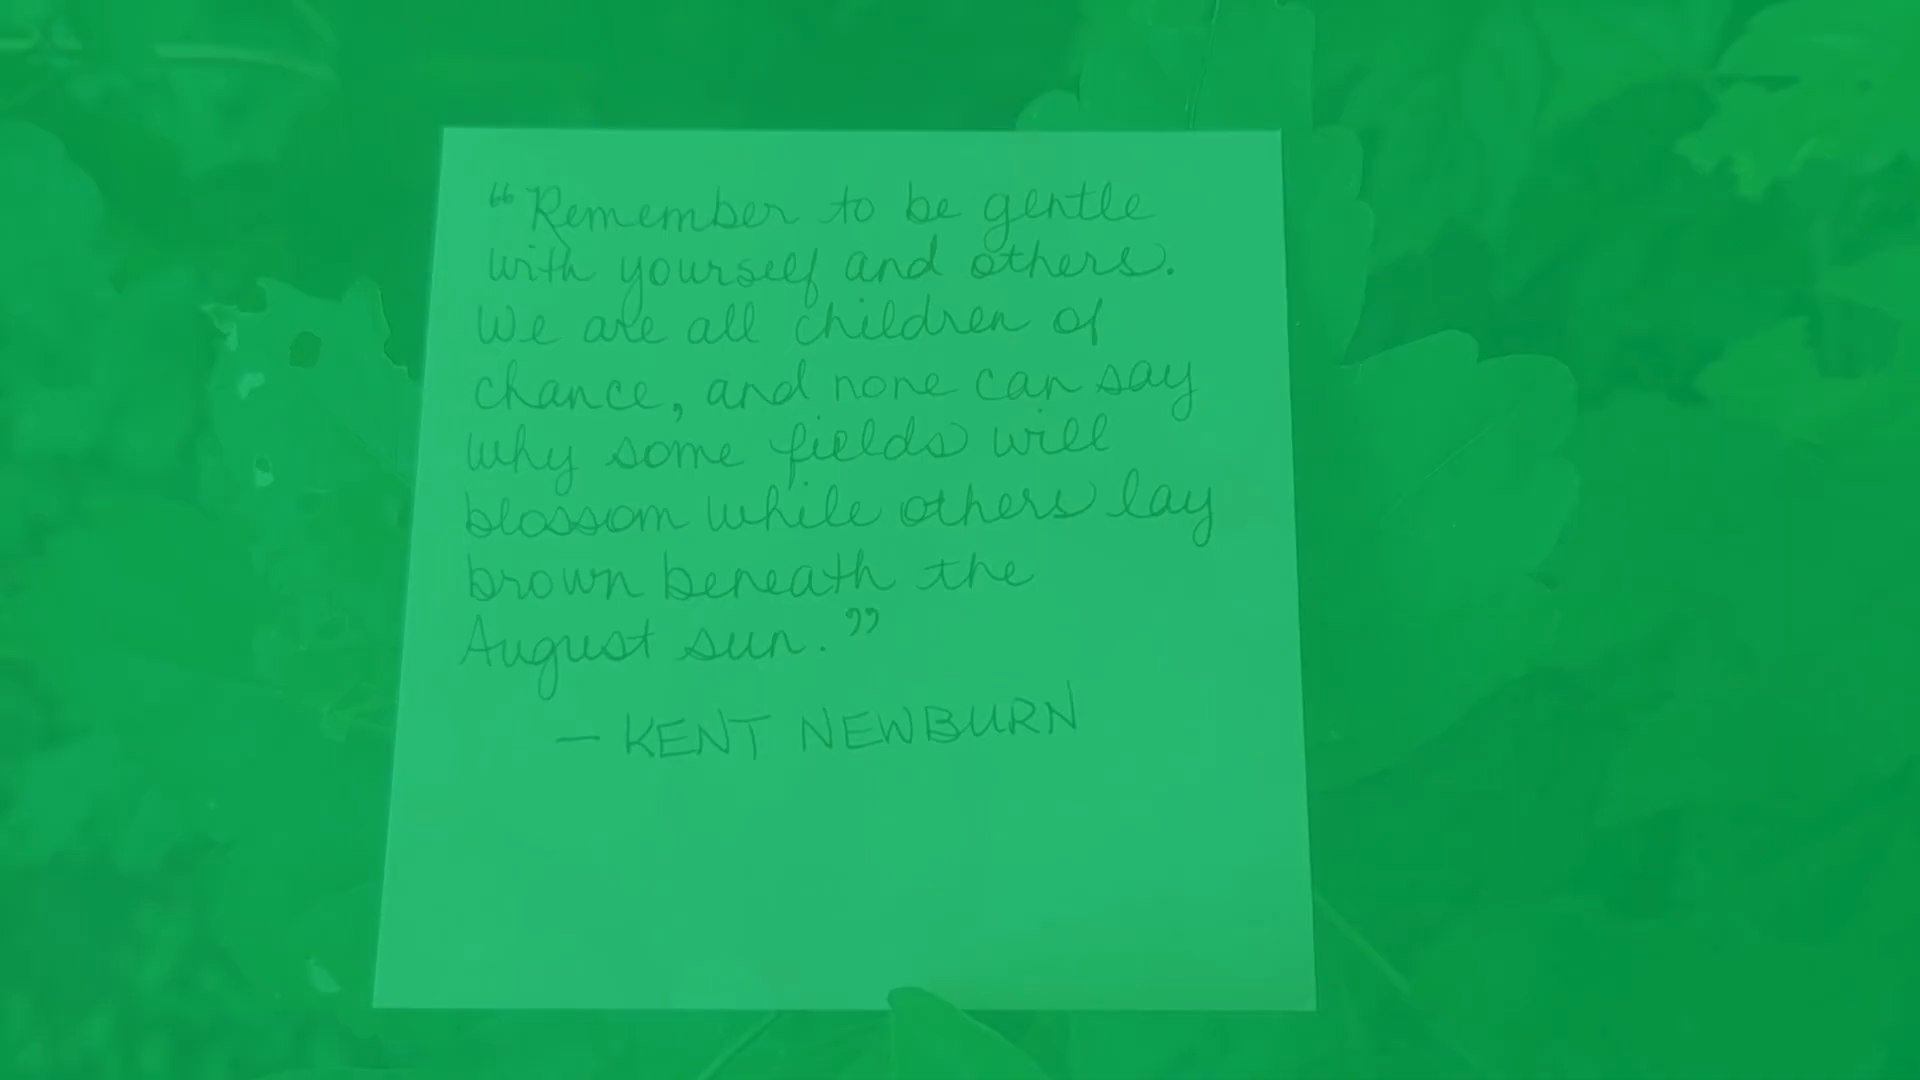 “Remember to be gentle
with yourself and others.
We are all children of
chance, and none can say
why some fields will
blossom while others lay
brown beneath the
August sun.”
— KENT NEWBURN